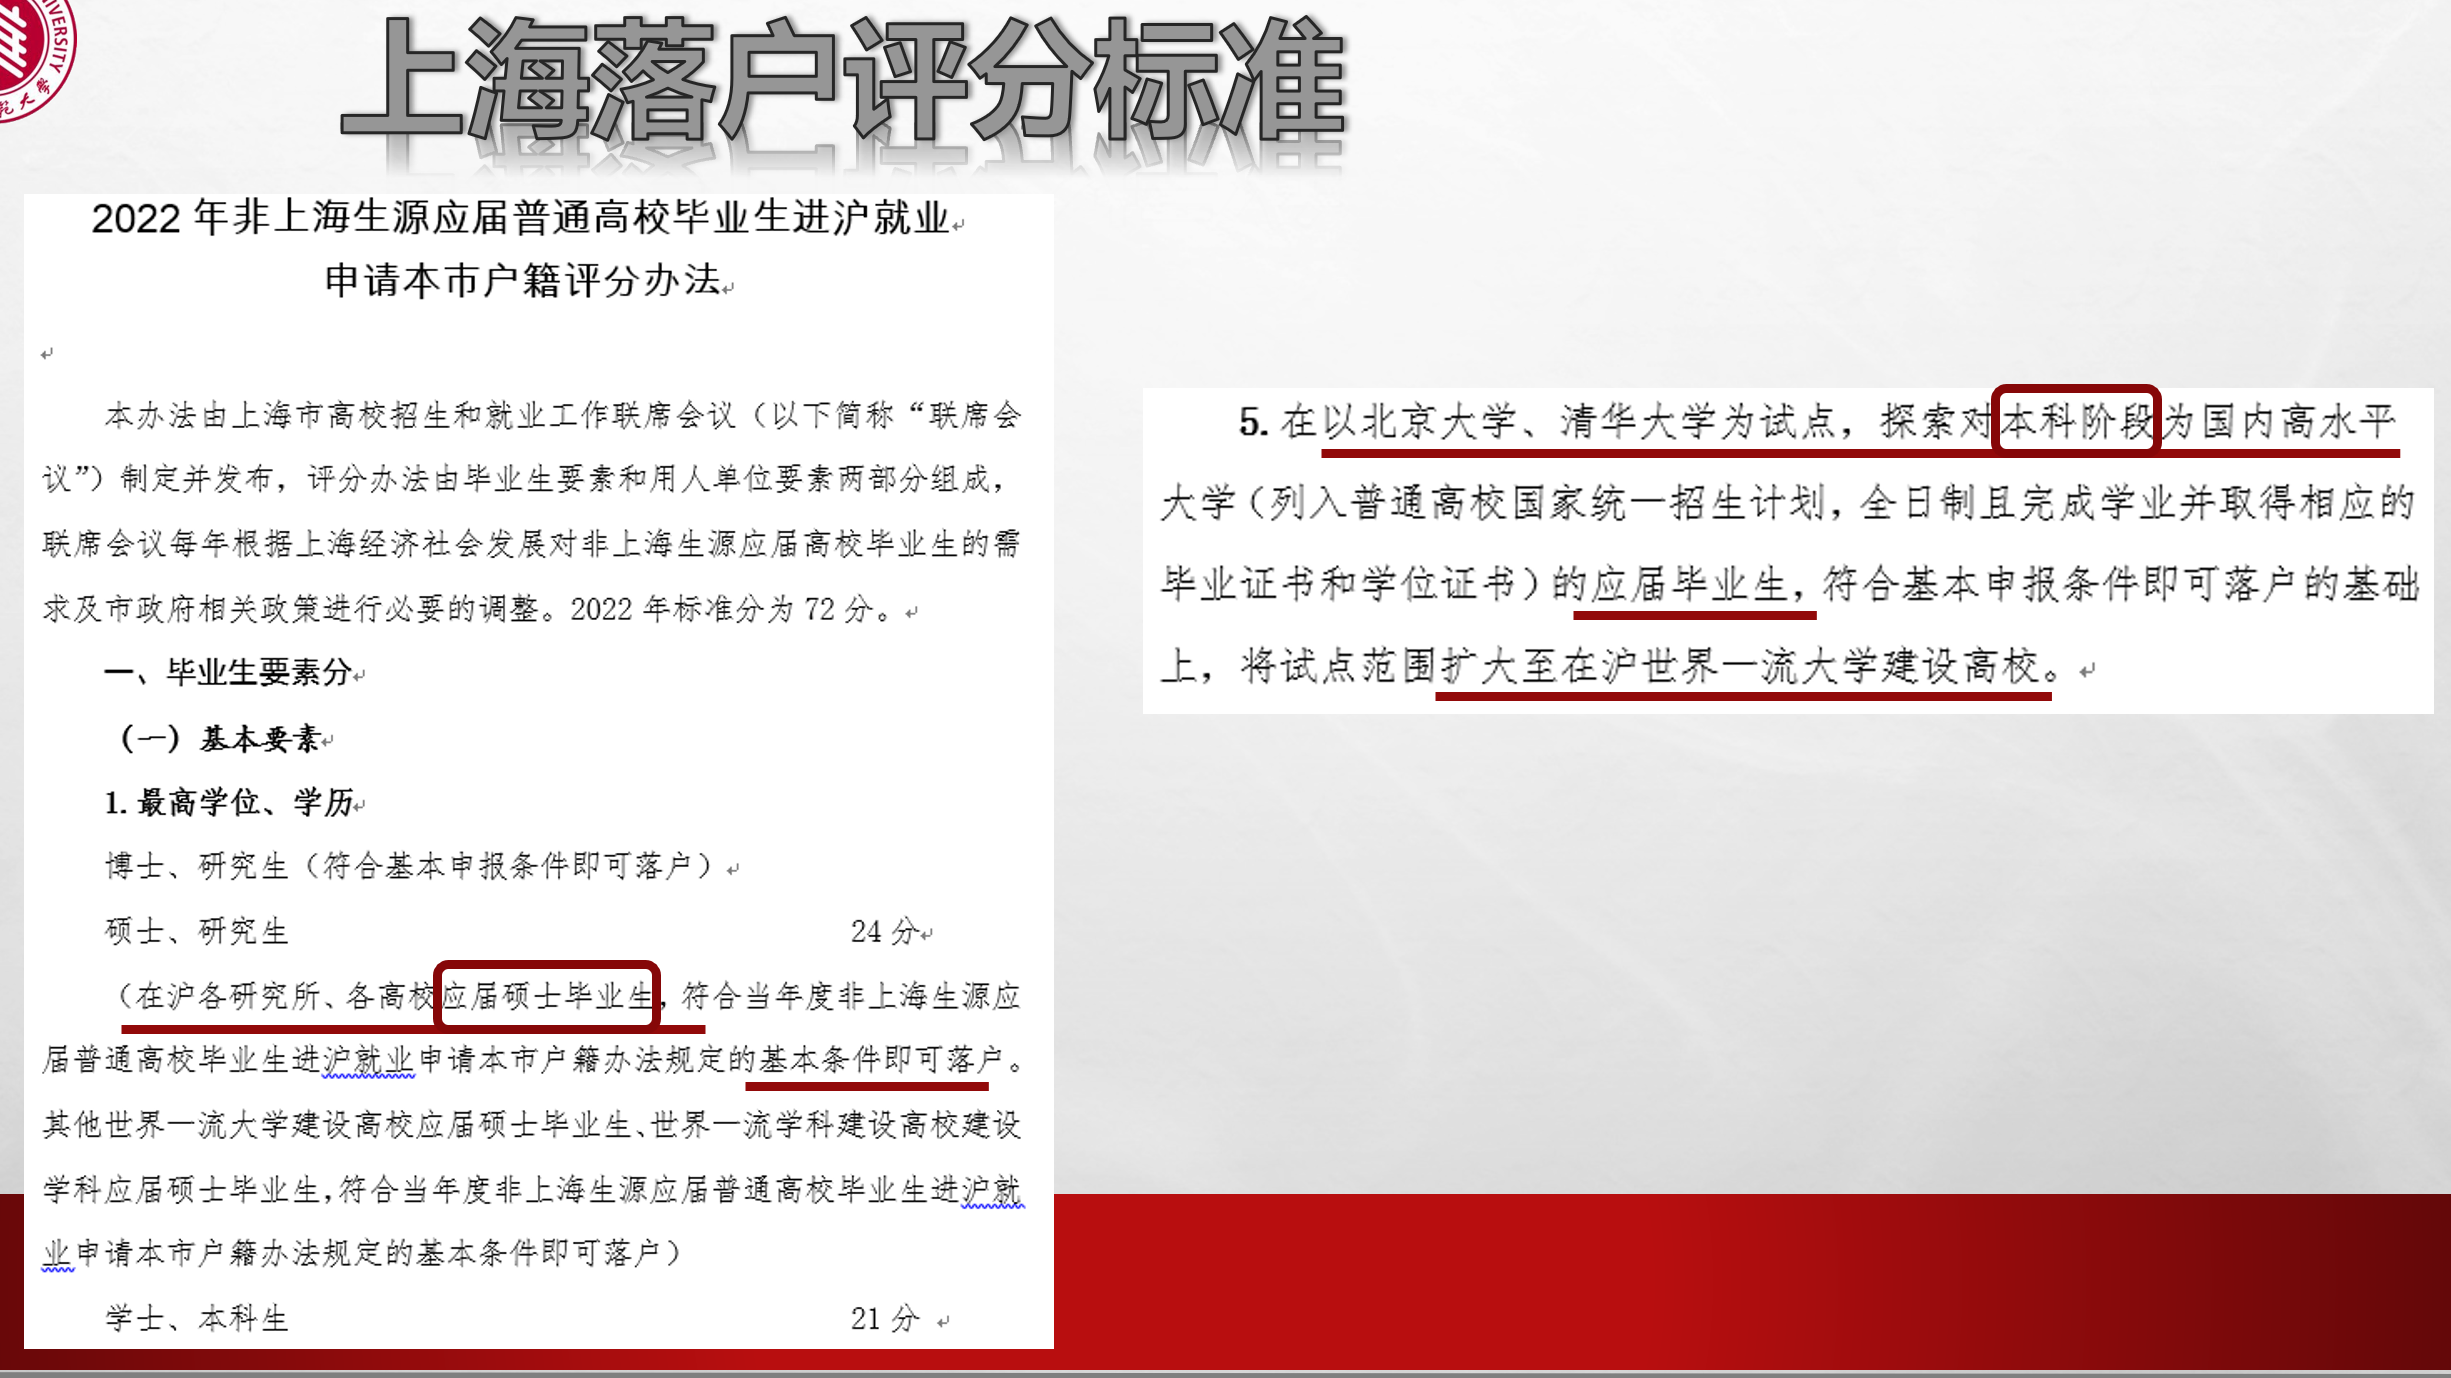 VERSITY
大学
上海落户评分标准
2022 年非上海生源应届普通高校毕业生进沪就业
申请本市户籍评分办法
本办法由上海市高校招生和就业工作联席会议（以下简称“联席会
议”）制定并发布，评分办法由毕业生要素和用人单位要素两部分组成，
联席会议每年根据上海经济社会发展对非上海生源应届高校毕业生的需
求及市政府相关政策进行必要的调整。2022 年标准分为 72 分。
一、毕业生要素分
（一）基本要素
1. 最高学位、学历
博士、研究生（符合基本申报条件即可落户）
硕士、研究生 24 分
（在沪各研究所、各高校应届硕士毕业生，符合当年度非上海生源应
届普通高校毕业生进沪就业申请本市户籍办法规定的基本条件即可落户。
其他世界一流大学建设高校应届硕士毕业生、世界一流学科建设高校建设
学科应届硕士毕业生，符合当年度非上海生源应届普通高校毕业生进沪就
业申请本市户籍办法规定的基本条件即可落户）
学士、本科生 21 分
5. 在以北京大学、清华大学为试点，探索对本科阶段为国内高水平
大学（列入普通高校国家统一招生计划，全日制且完成学业并取得相应的
毕业证书和学位证书）的应届毕业生，符合基本申报条件即可落户的基础
上，将试点范围扩大至在沪世界一流大学建设高校。